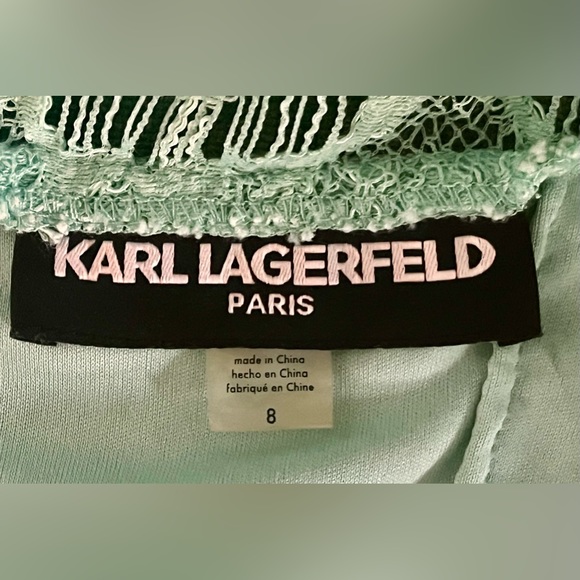 KARL LAGERFELD
PARIS
made in China
hecho en China
fabriqué en Chine
8